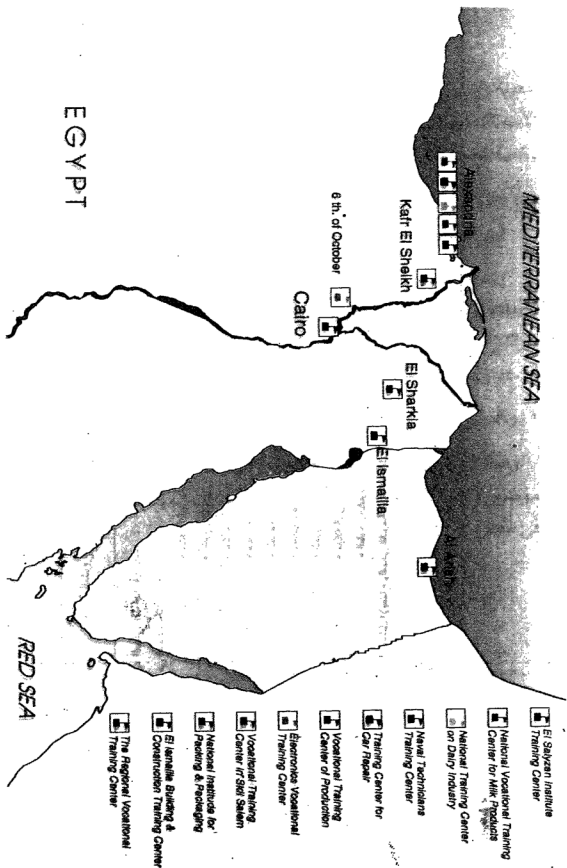 MEDITERRANEAN SEA
Alexandria
Kafr El Sheikh
6 th. of October
Cairo
El Sharkia
El Ismailia
Al Arish
EGYPT
RED SEA
El Salyzan Institute
Training Center
National Vocational Training
Center for Milk Products
National Training Center
on Dairy Industry
Naval Technicians
Training Center
Training Center for
Car Repair
Vocational Training
Center of Production
Electronics Vocational
Training Center
Vocational Training
Center in Sidi Salem
National Institute for
Packing & Packaging
El Ismailia Building &
Construction Training Center
The Regional Vocational
Training Center